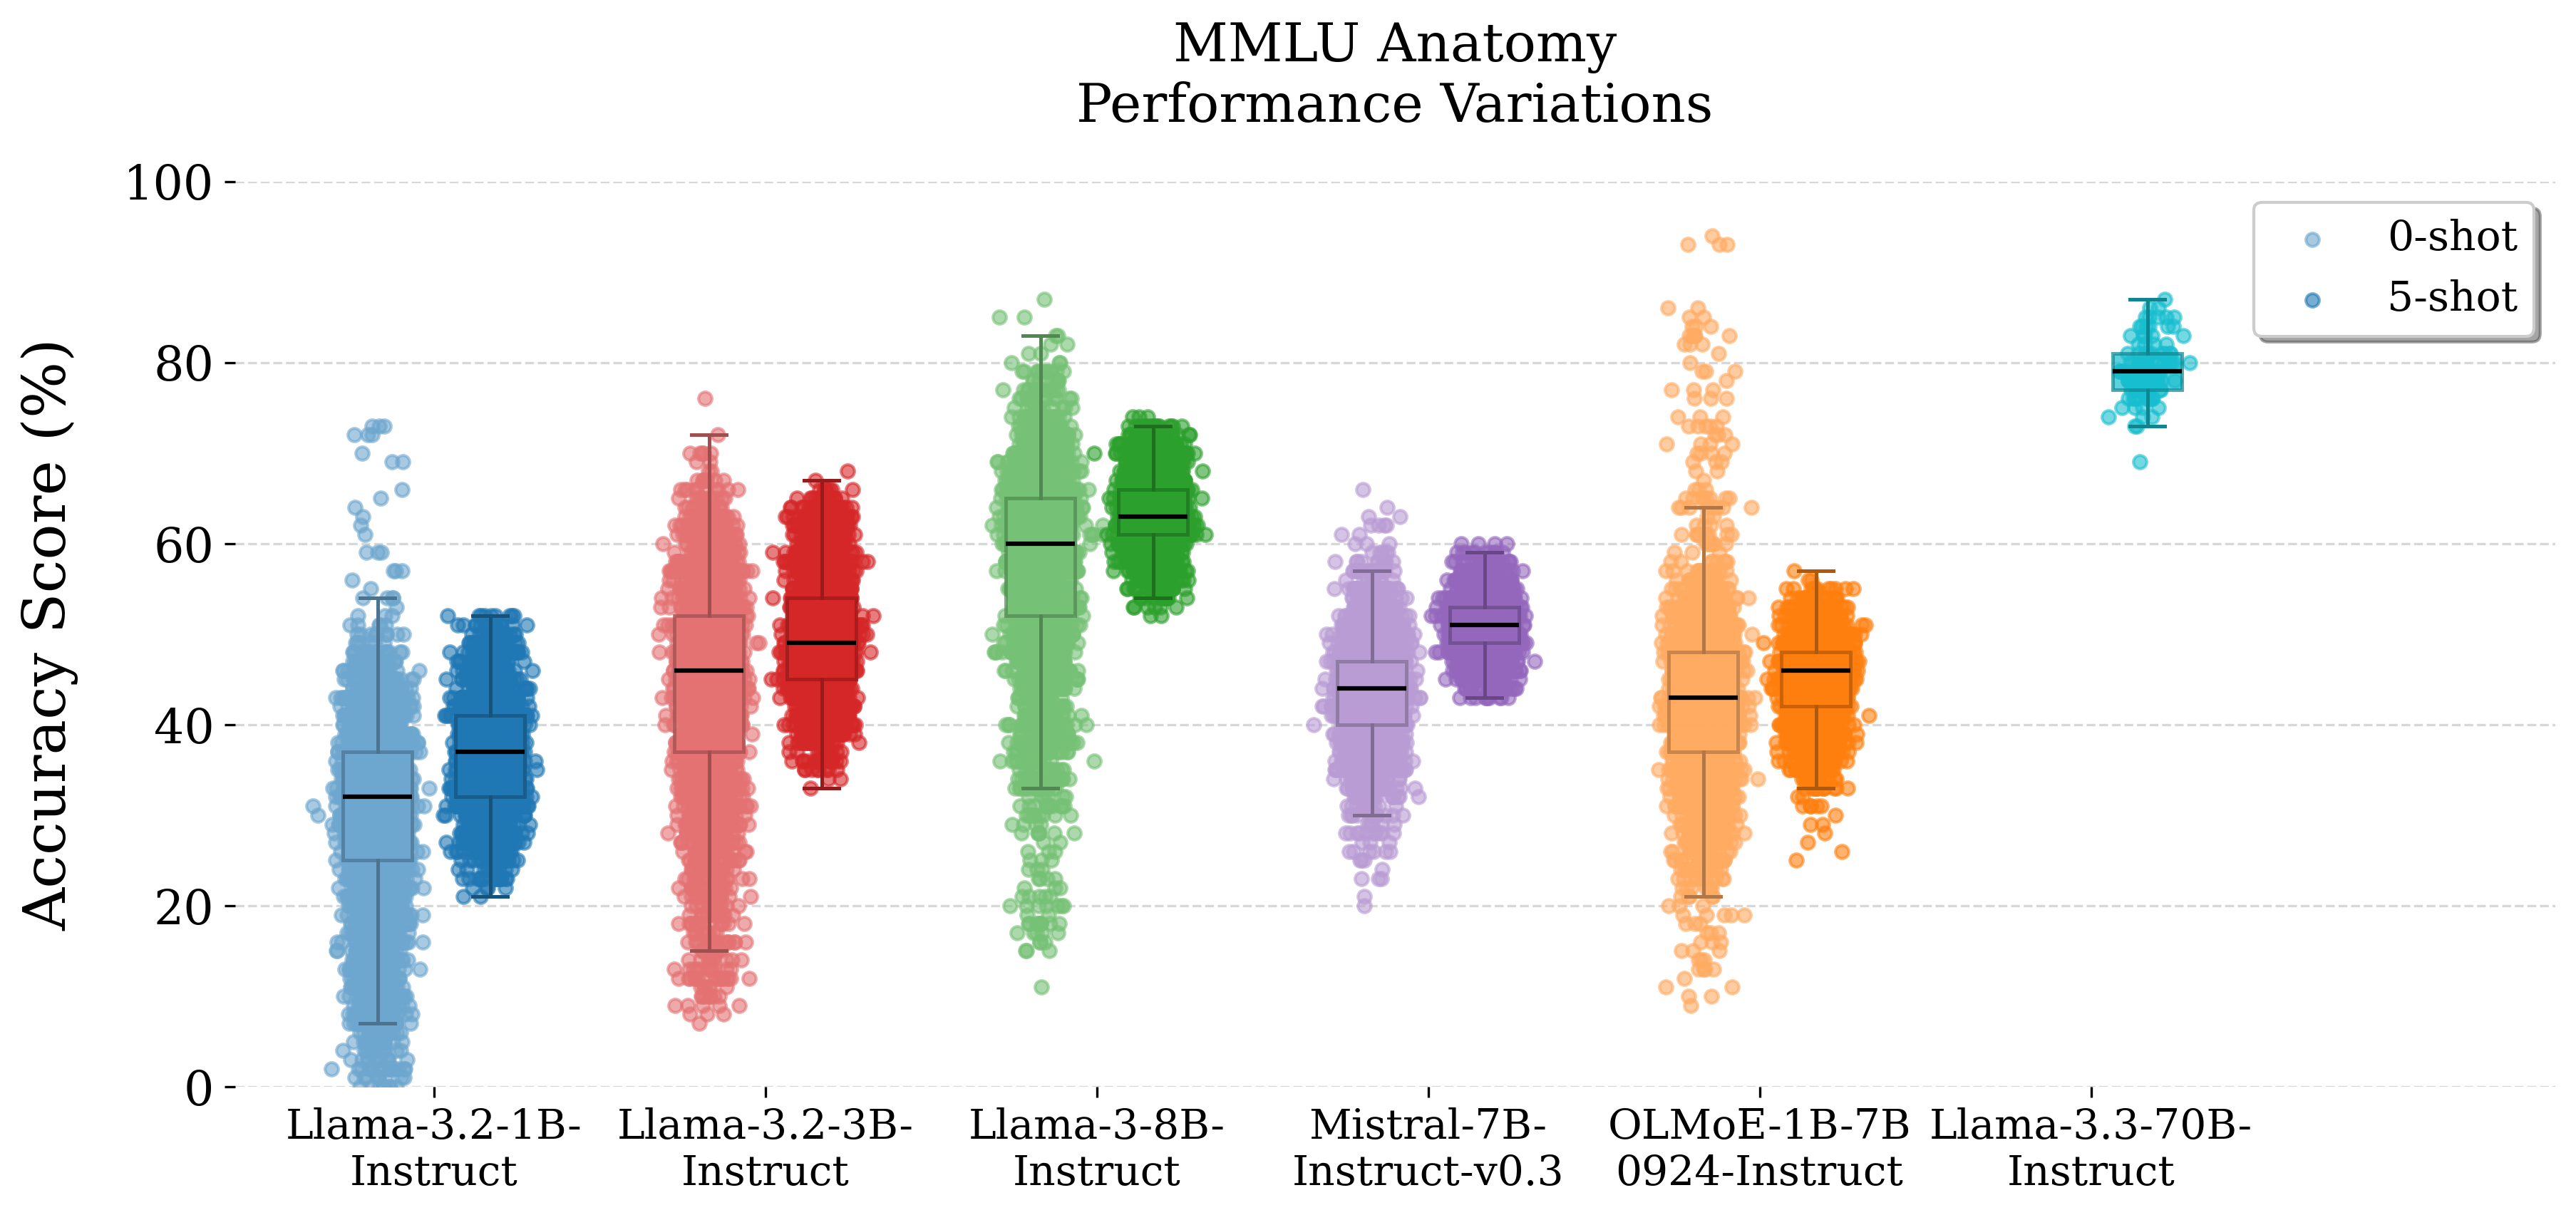 MMLU Anatomy
Performance Variations
Accuracy Score (%)
100
80
60
40
20
0
0-shot
5-shot
Llama-3.2-1B-
Instruct
Llama-3.2-3B-
Instruct
Llama-3-8B-
Instruct
Mistral-7B-
Instruct-v0.3
OLMoE-1B-7B
0924-Instruct
Llama-3.3-70B-
Instruct